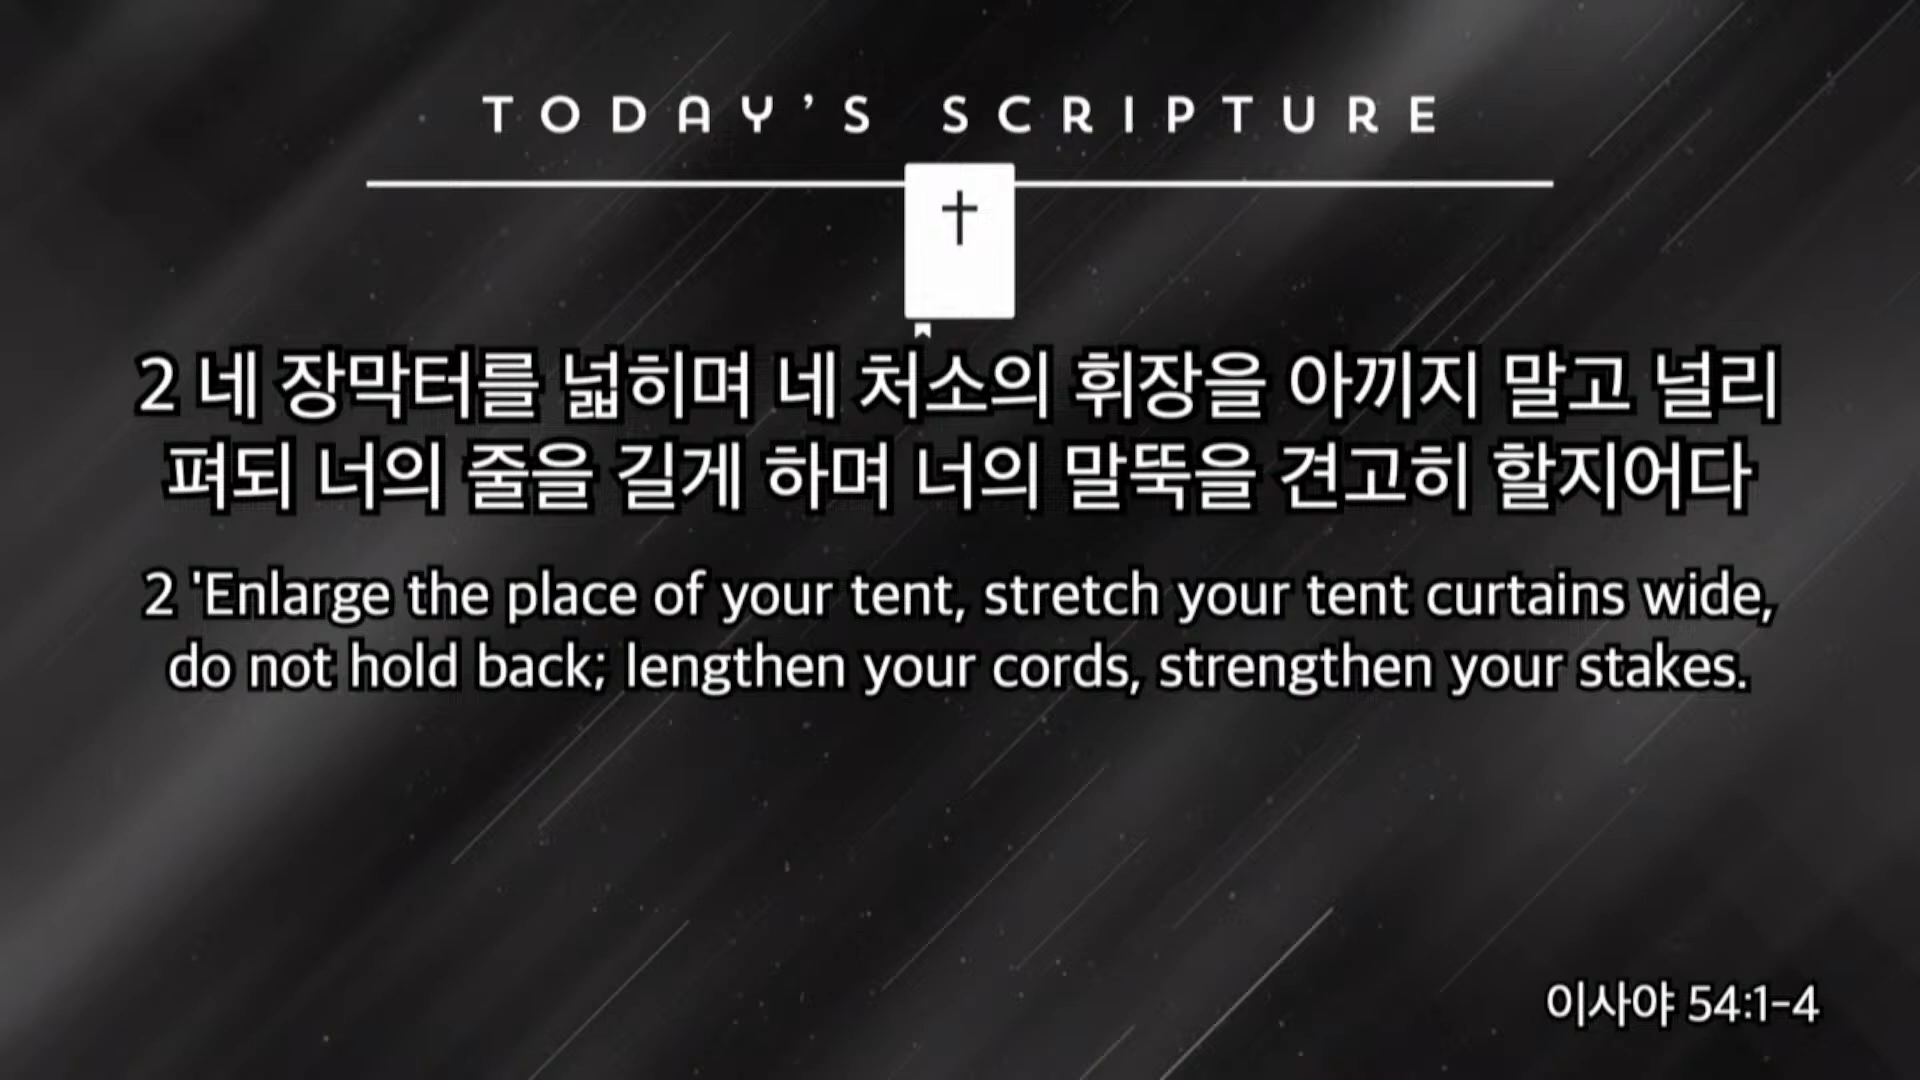 TODAY’S SCRIPTURE
2 네 장막터를 넓히며 네 처소의 휘장을 아끼지 말고 널리
펴되 너의 줄을 길게 하며 너의 말뚝을 견고히 할지어다
2 'Enlarge the place of your tent, stretch your tent curtains wide,
do not hold back; lengthen your cords, strengthen your stakes.
이사야 54:1-4